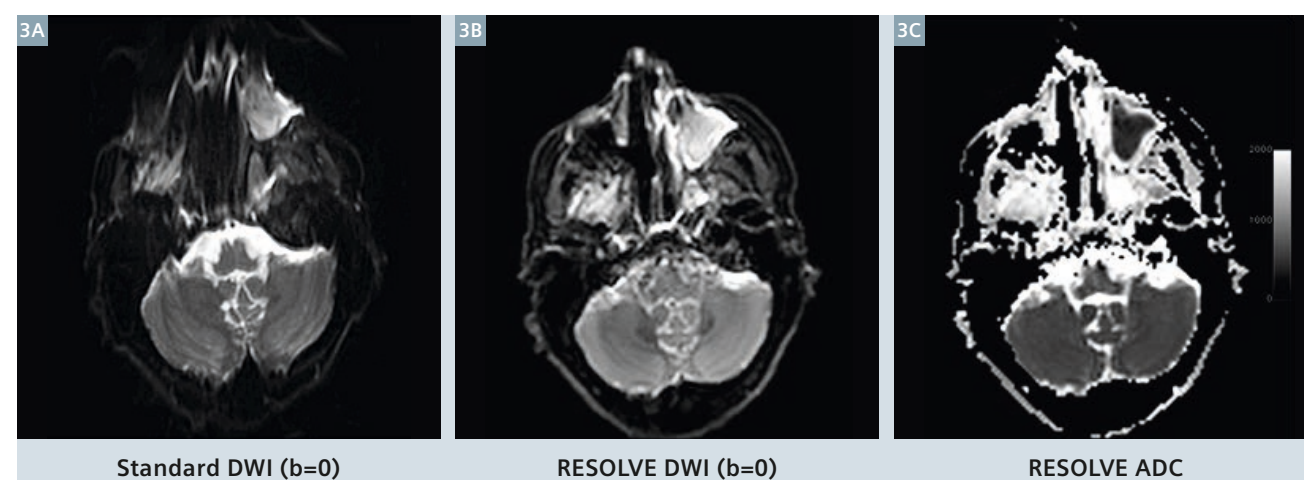 3A
3B
3C
2000
1000
0
Standard DWI (b=0)
RESOLVE DWI (b=0)
RESOLVE ADC